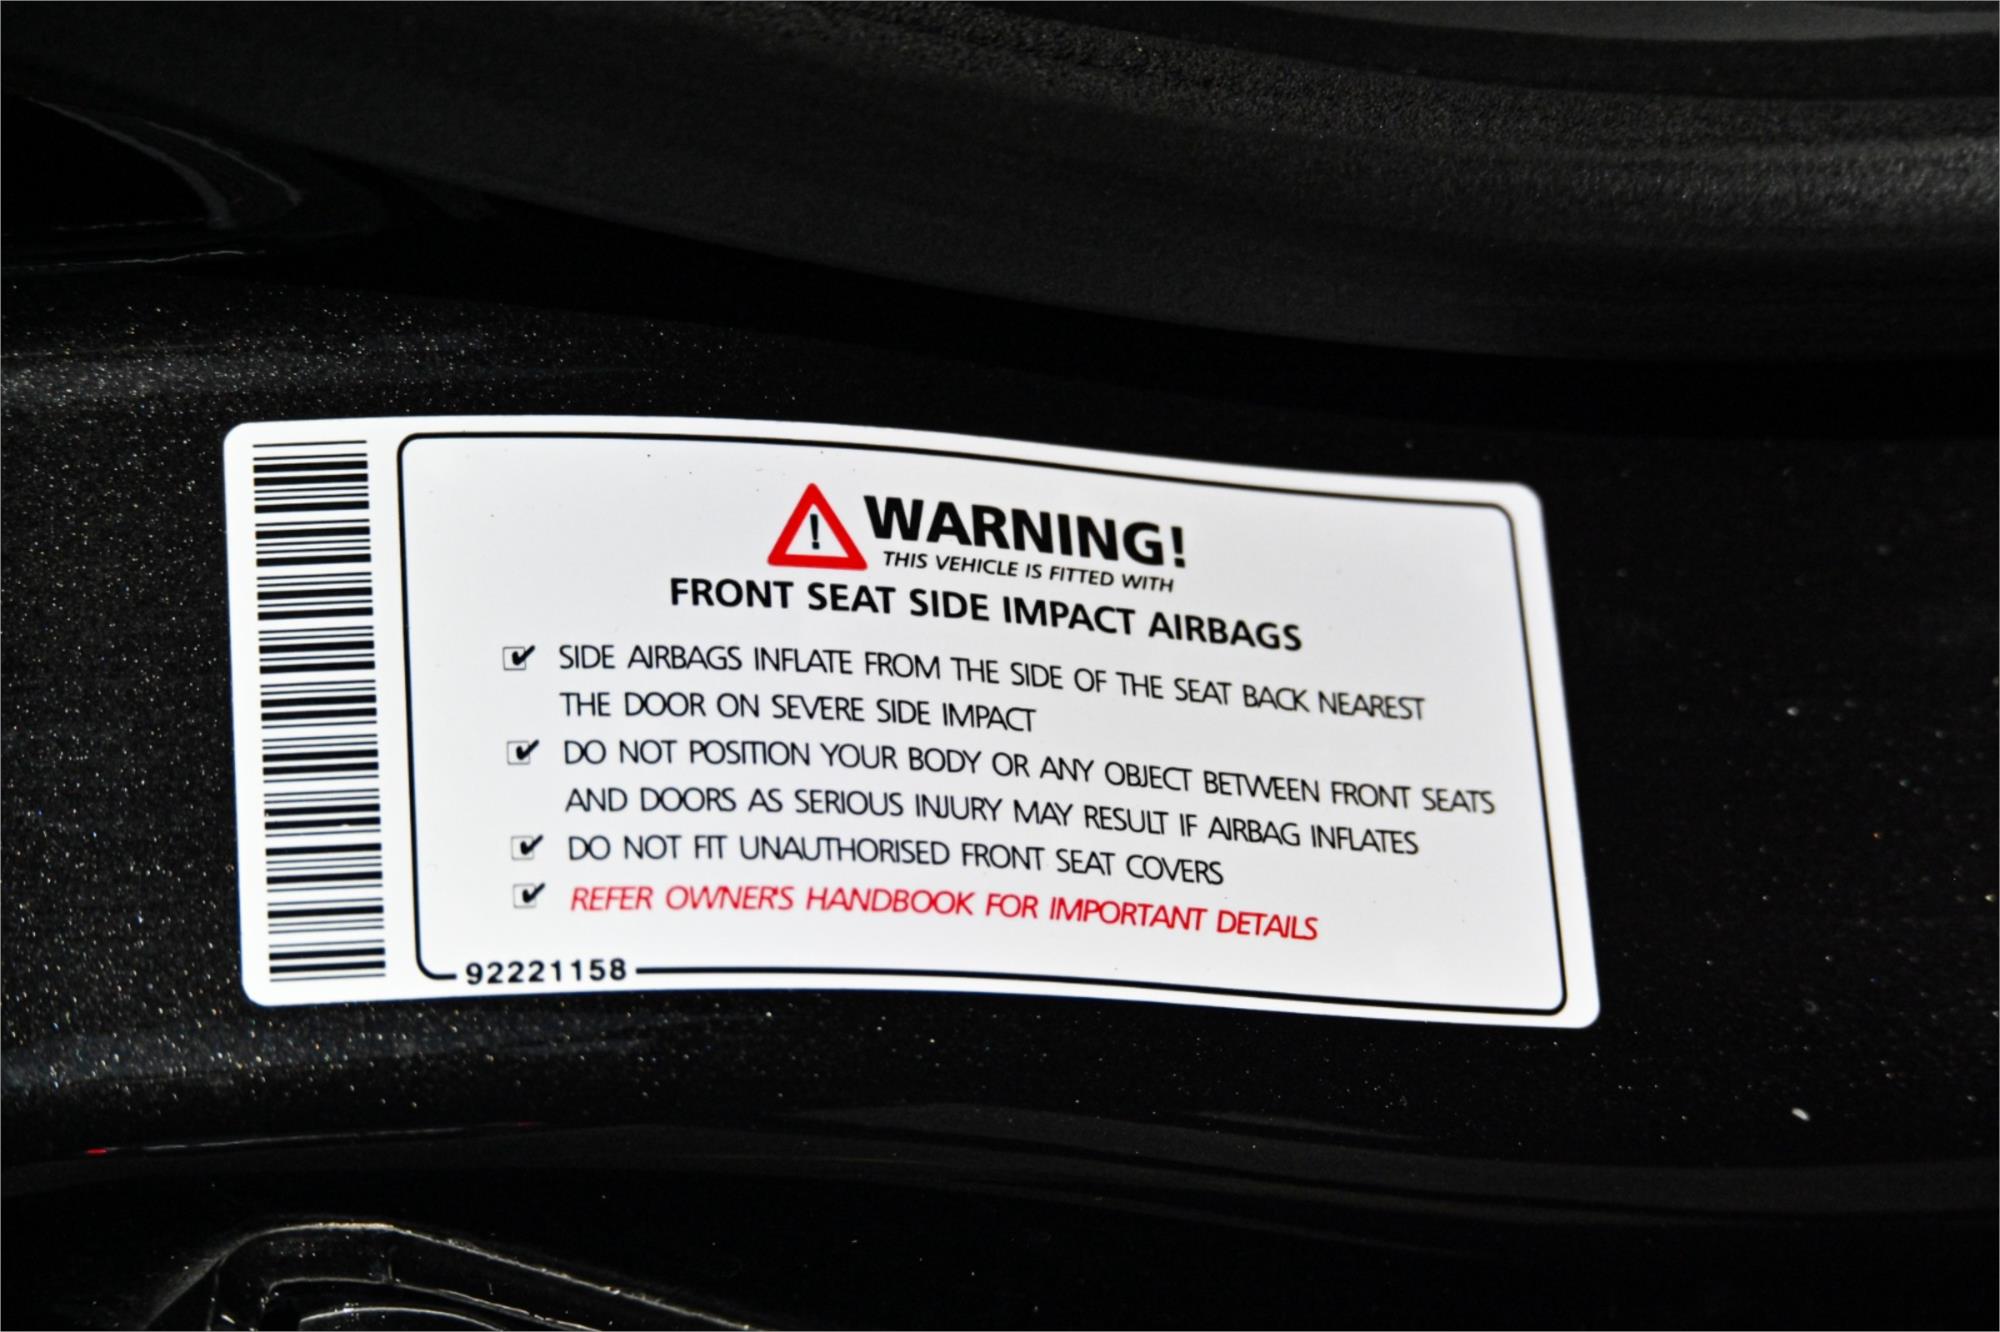 WARNING!
THIS VEHICLE IS FITTED WITH
FRONT SEAT SIDE IMPACT AIRBAGS
SIDE AIRBAGS INFLATE FROM THE SIDE OF THE SEAT BACK NEAREST
THE DOOR ON SEVERE SIDE IMPACT
DO NOT POSITION YOUR BODY OR ANY OBJECT BETWEEN FRONT SEATS
AND DOORS AS SERIOUS INJURY MAY RESULT IF AIRBAG INFLATES
DO NOT FIT UNAUTHORISED FRONT SEAT COVERS
REFER OWNER'S HANDBOOK FOR IMPORTANT DETAILS
92221158